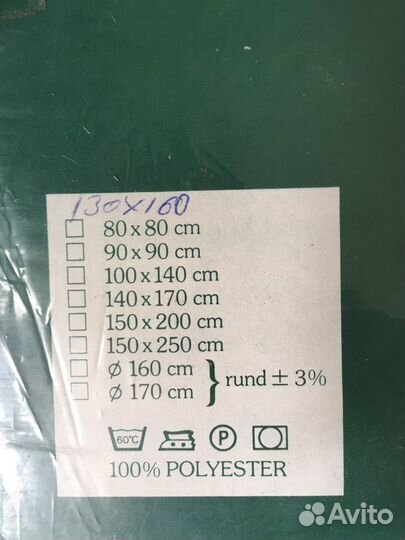 130x160
80 x 80 cm
90 x 90 cm
100 x 140 cm
140 x 170 cm
150 x 200 cm
150 x 250 cm
ø 160 cm
ø 170 cm
rund ± 3%
60°C P
100% POLYESTER
Avito